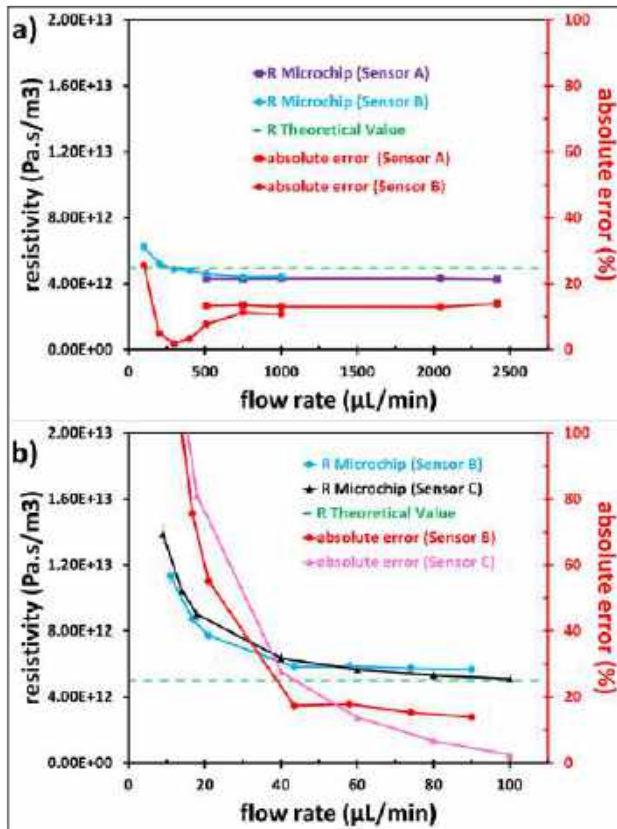 a)
2.00E+13
1.60E+13
1.20E+13
8.00E+12
4.00E+12
0.00E+00
resistivity (Pa.s/m3)
R Microchip (Sensor A)
R Microchip (Sensor B)
R Theoretical Value
absolute error (Sensor A)
absolute error (Sensor B)
100
80
60
40
20
0
absolute error (%)
0 500 1000 1500 2000 2500
flow rate (µL/min)
b)
2.00E+13
1.60E+13
1.20E+13
8.00E+12
4.00E+12
0.00E+00
resistivity (Pa.s/m3)
R Microchip (Sensor B)
R Microchip (Sensor C)
R Theoretical Value
absolute error (Sensor B)
absolute error (Sensor C)
100
80
60
40
20
0
absolute error (%)
0 20 40 60 80 100
flow rate (µL/min)